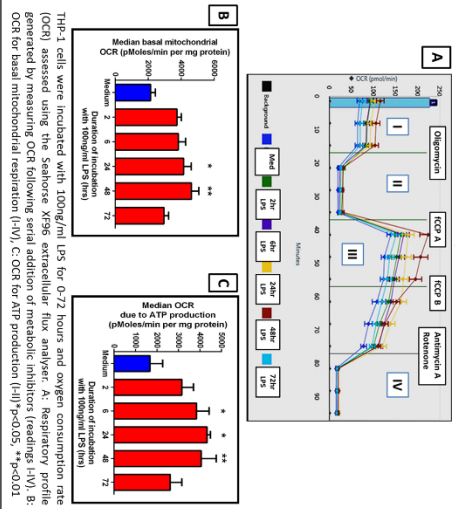 A
OCR (pmol/min)
250
200
150
100
50
0
Oligomycin
fCCP A
fCCP B
Antimycin A
Rotenone
I
II
III
IV
0
10
20
30
40
50
60
70
80
90
Minutes
Background
Med
2hr
LPS
6hr
LPS
24hr
LPS
48hr
LPS
72hr
LPS
B
Median basal mitochondrial
OCR (pMoles/min per mg protein)
0
2000
4000
6000
Medium
2
6
24
48
72
*
**
Duration of incubation
with 100ng/ml LPS (hrs)
C
Median OCR
due to ATP production
(pMoles/min per mg protein)
0
1000
2000
3000
4000
5000
Medium
2
6
24
48
72
*
*
**
Duration of incubation
with 100ng/ml LPS (hrs)
THP-1 cells were incubated with 100ng/ml LPS for 0-72 hours and oxygen consumption rate
(OCR) assessed using the Seahorse XF96 extracellular flux analyser. A: Respiratory profile
generated by measuring OCR following serial addition of metabolic inhibitors (readings I-IV), B:
OCR for basal mitochondrial respiration (I-IV), C: OCR for ATP production (I-II)*p<0.05, **p<0.01